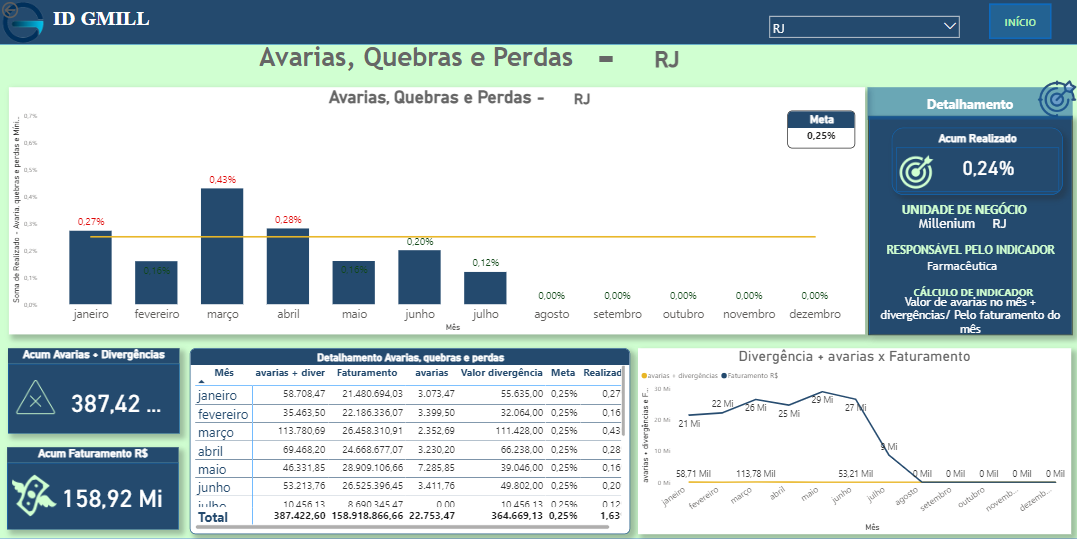 ID GMILL
RJ
INÍCIO
Avarias, Quebras e Perdas - RJ
Avarias, Quebras e Perdas - RJ
Meta
0,25%
Soma de Realizado - Avaria, quebras e perdas e Míni...
0,7%
0,6%
0,5%
0,4%
0,3%
0,2%
0,1%
0,0%
0,27%
0,16%
0,43%
0,28%
0,16%
0,20%
0,12%
0,00%
0,00%
0,00%
0,00%
0,00%
janeiro fevereiro março abril maio junho julho agosto setembro outubro novembro dezembro
Mês
Detalhamento
Acum Realizado
0,24%
UNIDADE DE NEGÓCIO
Millenium RJ
RESPONSÁVEL PELO INDICADOR
Farmacêutica
CÁLCULO DE INDICADOR
Valor de avarias no mês +
divergências/ Pelo faturamento do
mês
Acum Avarias + Divergências
387,42 ...
Acum Faturamento R$
158,92 Mi
Detalhamento Avarias, quebras e perdas
Mês avarias + diver Faturamento avarias Valor divergência Meta Realizad
janeiro 58.708,47 21.480.694,03 3.073,47 55.635,00 0,25% 0,27
fevereiro 35.463,50 22.186.336,07 3.399,50 32.064,00 0,25% 0,16
março 113.780,69 26.458.310,91 2.352,69 111.428,00 0,25% 0,43
abril 69.468,20 24.668.677,07 3.230,20 66.238,00 0,25% 0,28
maio 46.331,85 28.909.106,66 7.285,85 39.046,00 0,25% 0,16
junho 53.213,76 26.525.396,45 3.411,76 49.802,00 0,25% 0,20
julho 10.456,13 8.690.345,47 0,00 10.456,13 0,25% 0,12
Total 387.422,60 158.918.866,66 22.753,47 364.669,13 0,25% 1,63
Divergência + avarias x Faturamento
avarias + divergências Faturamento R$
avarias + divergências e F...
30 Mi
20 Mi
10 Mi
0 Mi
21 Mi
22 Mi
26 Mi
25 Mi
29 Mi
27 Mi
9 Mi
58,71 Mil 113,78 Mil 53,21 Mil 0 Mi 0 Mi 0 Mi 0 Mi 0 Mi
janeiro fevereiro março abril maio junho julho agosto setembro outubro novemb... dezemb...
Mês